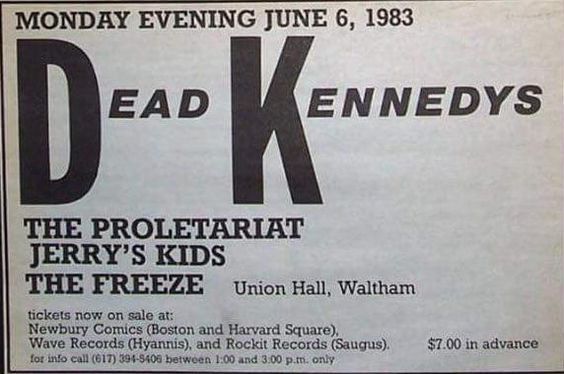 MONDAY EVENING JUNE 6, 1983
DEAD KENNEDYS
THE PROLETARIAT
JERRY'S KIDS
THE FREEZE Union Hall, Waltham
tickets now on sale at:
Newbury Comics (Boston and Harvard Square),
Wave Records (Hyannis), and Rockit Records (Saugus). $7.00 in advance
for info call (617) 394-8406 between 1:00 and 3:00 p.m. only